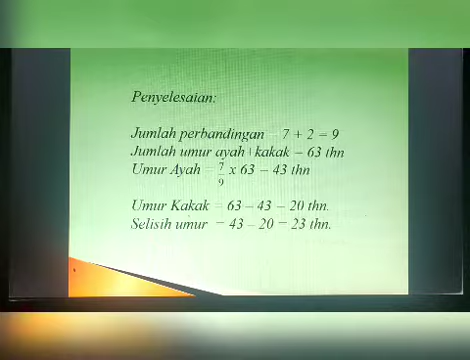 Penyelesaian:
Jumlah perbandingan = 7 + 2 = 9
Jumlah umur ayah + kakak = 63 thn
Umur Ayah = 7/9 x 63 = 43 thn
Umur Kakak = 63 – 43 = 20 thn.
Selisih umur = 43 – 20 = 23 thn.